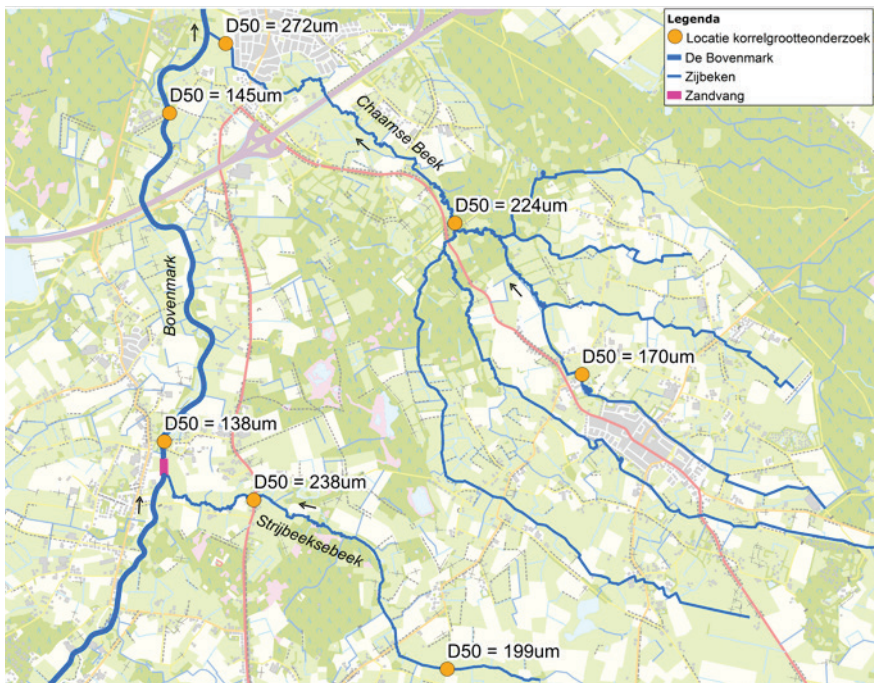 D50 = 272um
Legenda
Locatie korrelgrootteonderzoek
De Bovenmark
Zijbeken
Zandvang
D50 = 145um
Chaamse Beek
D50 = 224um
Bovenmark
D50 = 170um
D50 = 138um
D50 = 238um
Strijbeeksebeek
D50 = 199um